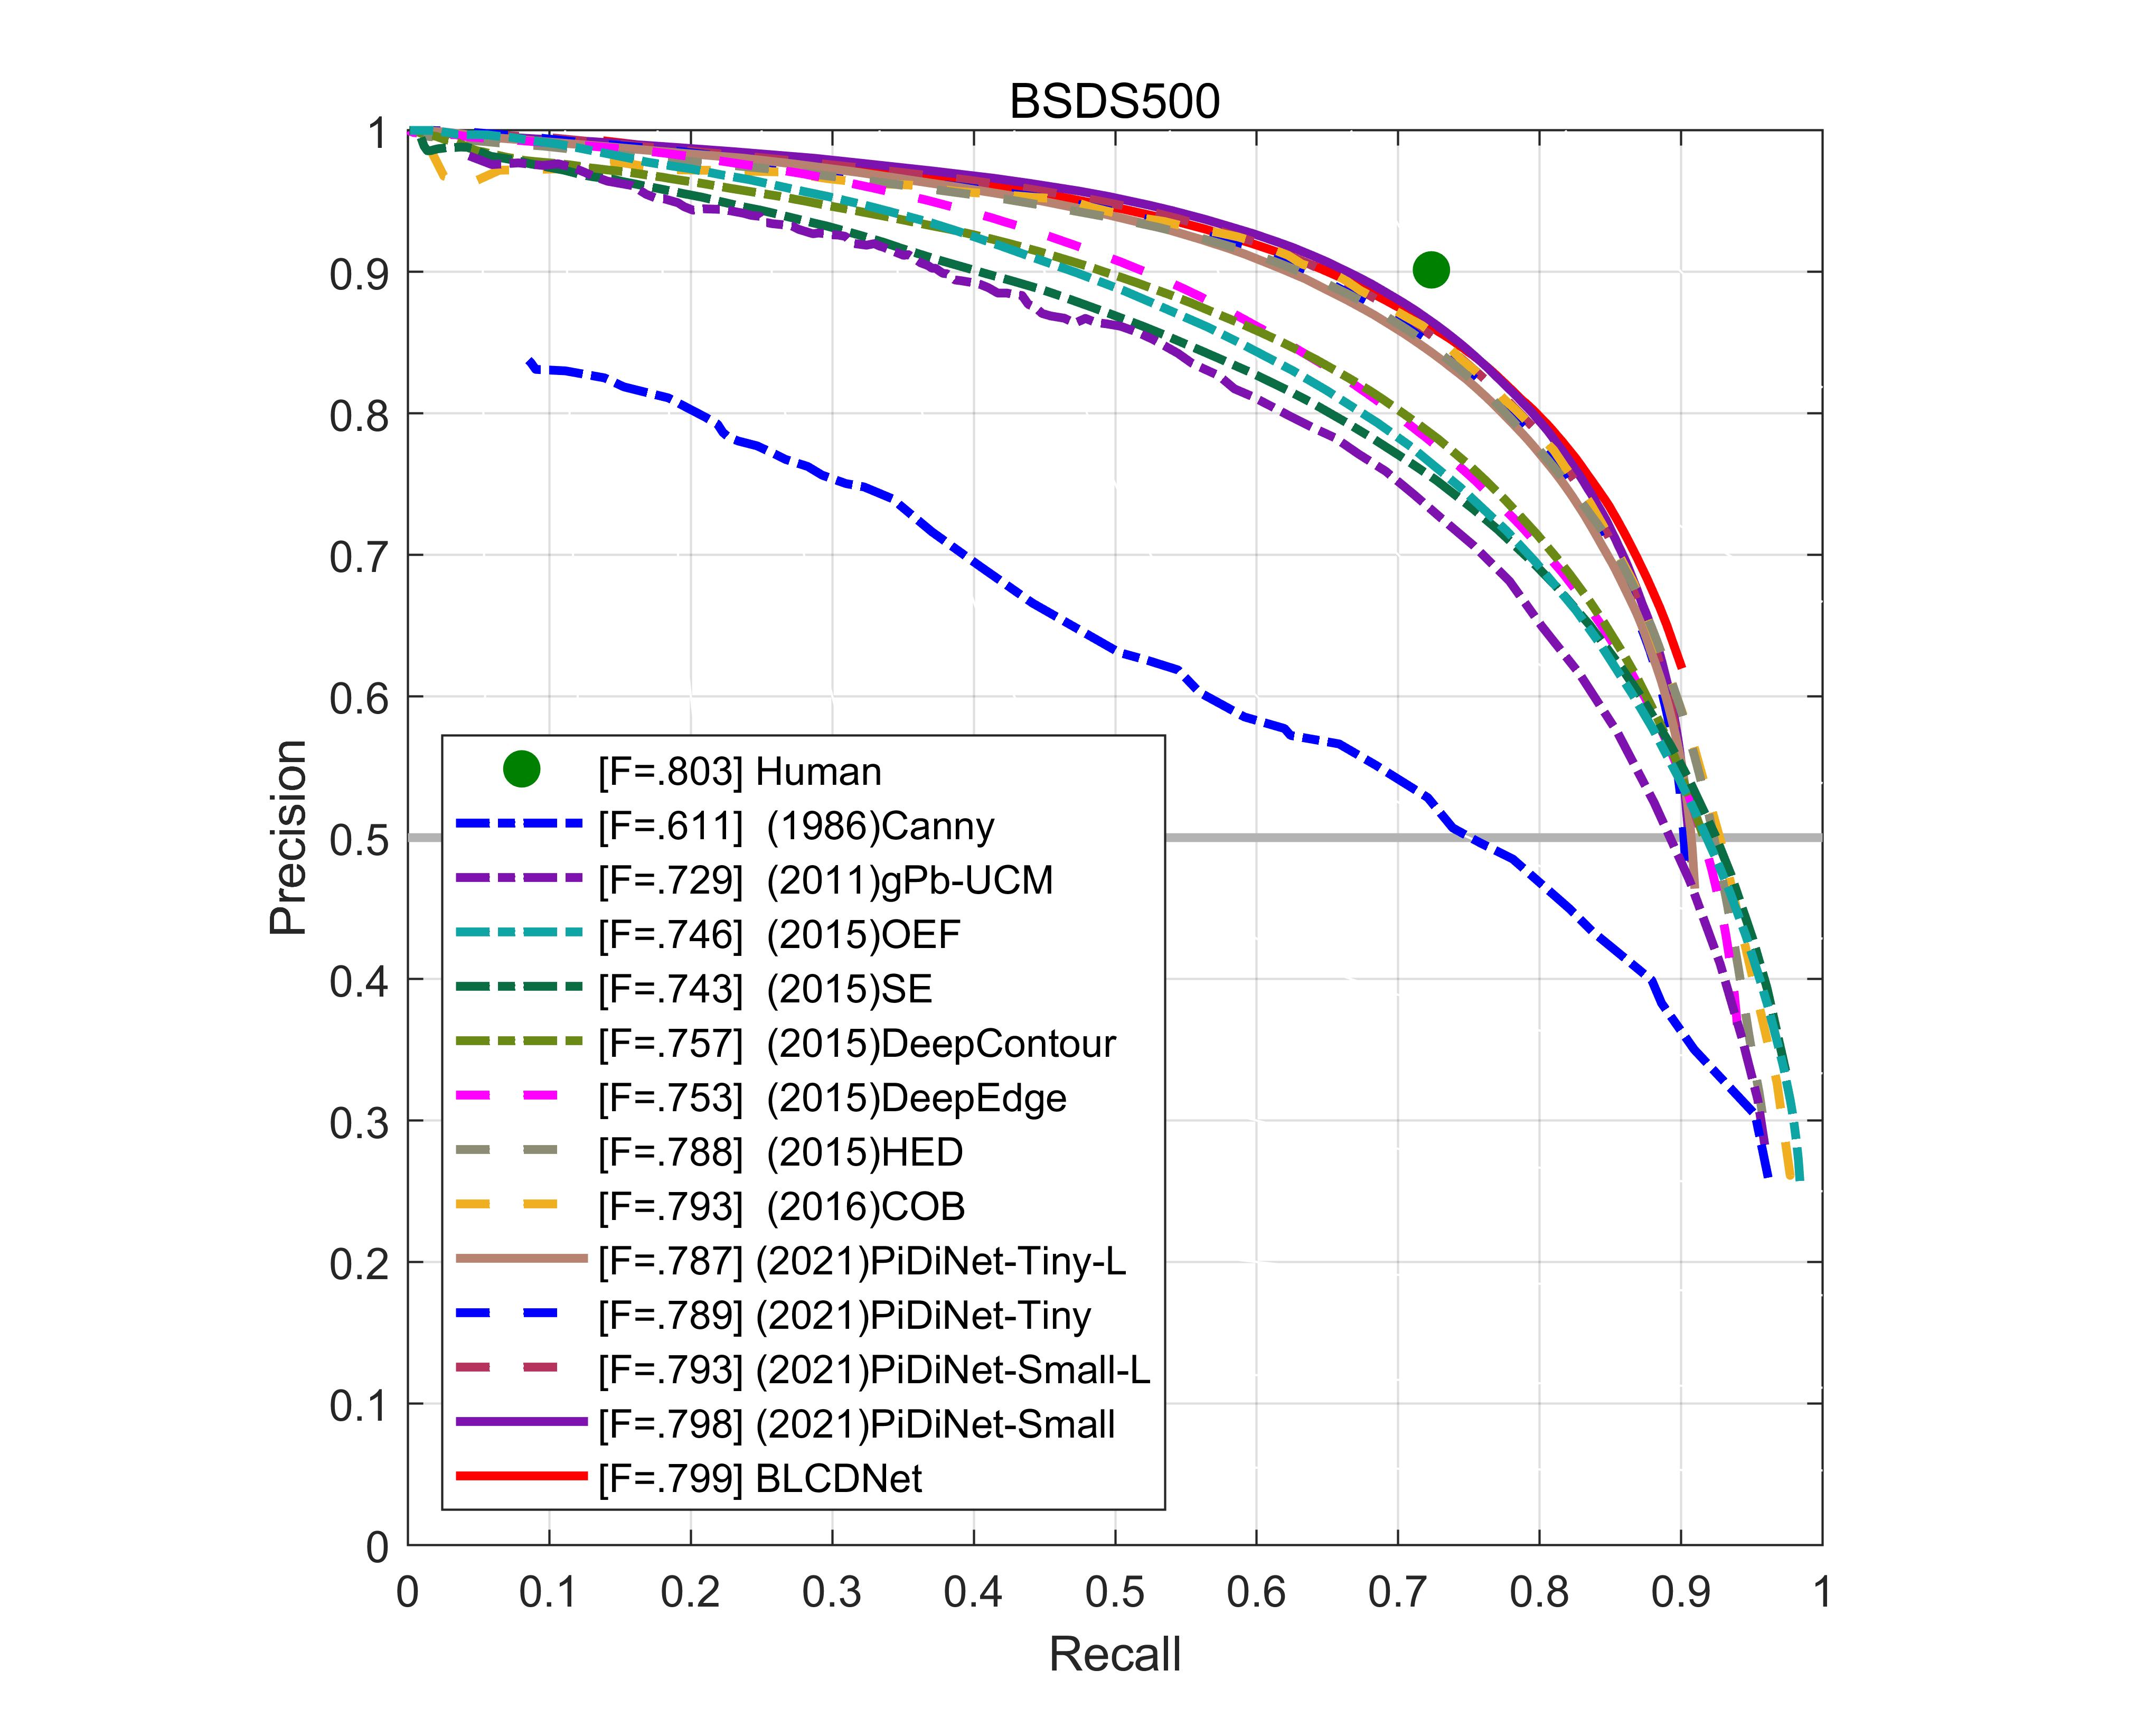 BSDS500
1
0.9
0.8
0.7
0.6
0.5
0.4
0.3
0.2
0.1
0
Precision
[F=.803] Human
[F=.611] (1986)Canny
[F=.729] (2011)gPb-UCM
[F=.746] (2015)OEF
[F=.743] (2015)SE
[F=.757] (2015)DeepContour
[F=.753] (2015)DeepEdge
[F=.788] (2015)HED
[F=.793] (2016)COB
[F=.787] (2021)PiDiNet-Tiny-L
[F=.789] (2021)PiDiNet-Tiny
[F=.793] (2021)PiDiNet-Small-L
[F=.798] (2021)PiDiNet-Small
[F=.799] BLCDNet
0 0.1 0.2 0.3 0.4 0.5 0.6 0.7 0.8 0.9 1
Recall